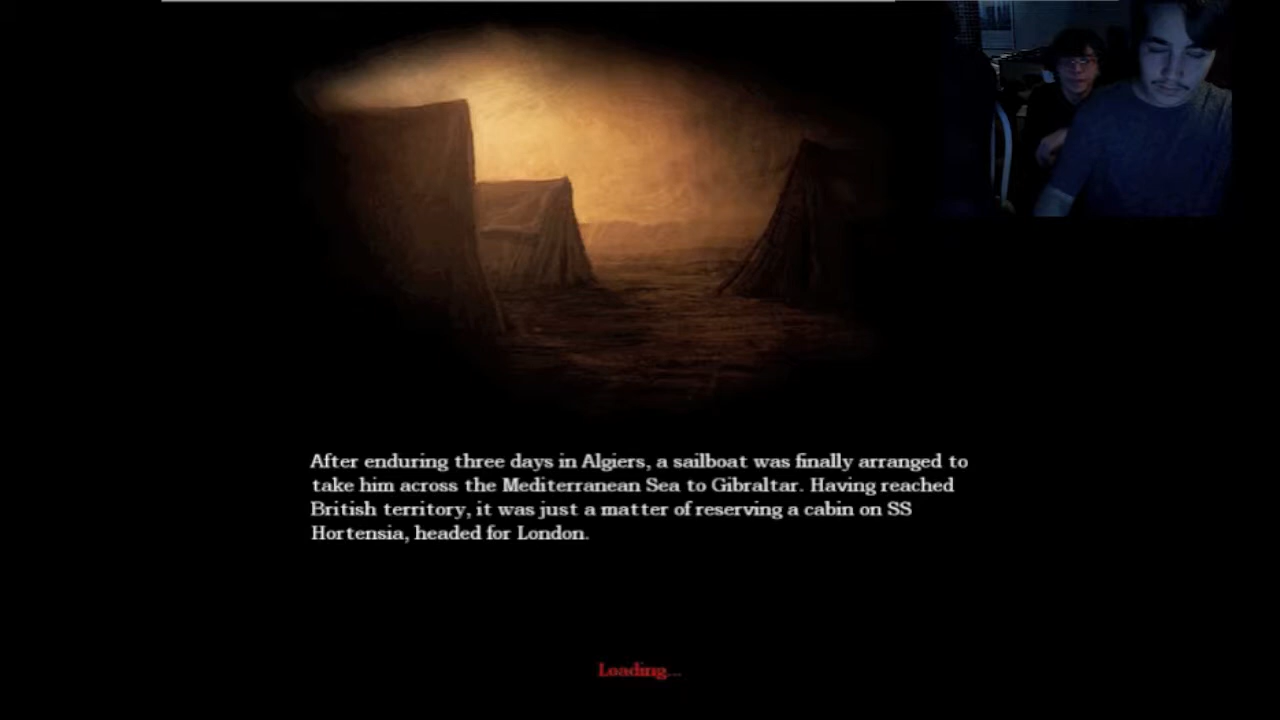 After enduring three days in Algiers, a sailboat was finally arranged to
take him across the Mediterranean Sea to Gibraltar. Having reached
British territory, it was just a matter of reserving a cabin on SS
Hortensia, headed for London.
Loading...